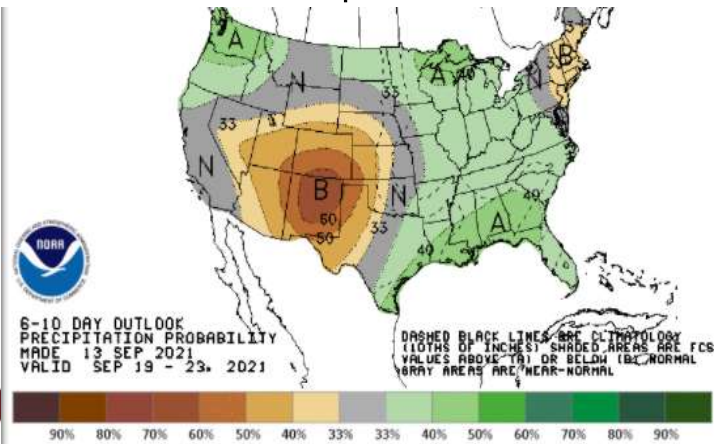 A
N
A
40
33
B
33
N
33
N
B
N
40
60
50
33
A
40
NOAA
6-10 DAY OUTLOOK
PRECIPITATION PROBABILITY
MADE 13 SEP 2021
VALID SEP 19 - 23, 2021
DASHED BLACK LINES ARE CLIMATOLOGY
(10THS OF INCHES) SHADED AREAS ARE FCST
VALUES ABOVE (A) OR BELOW (B) NORMAL
GRAY AREAS ARE NEAR-NORMAL
90% 80% 70% 60% 50% 40% 33% 33% 40% 50% 60% 70% 80% 90%